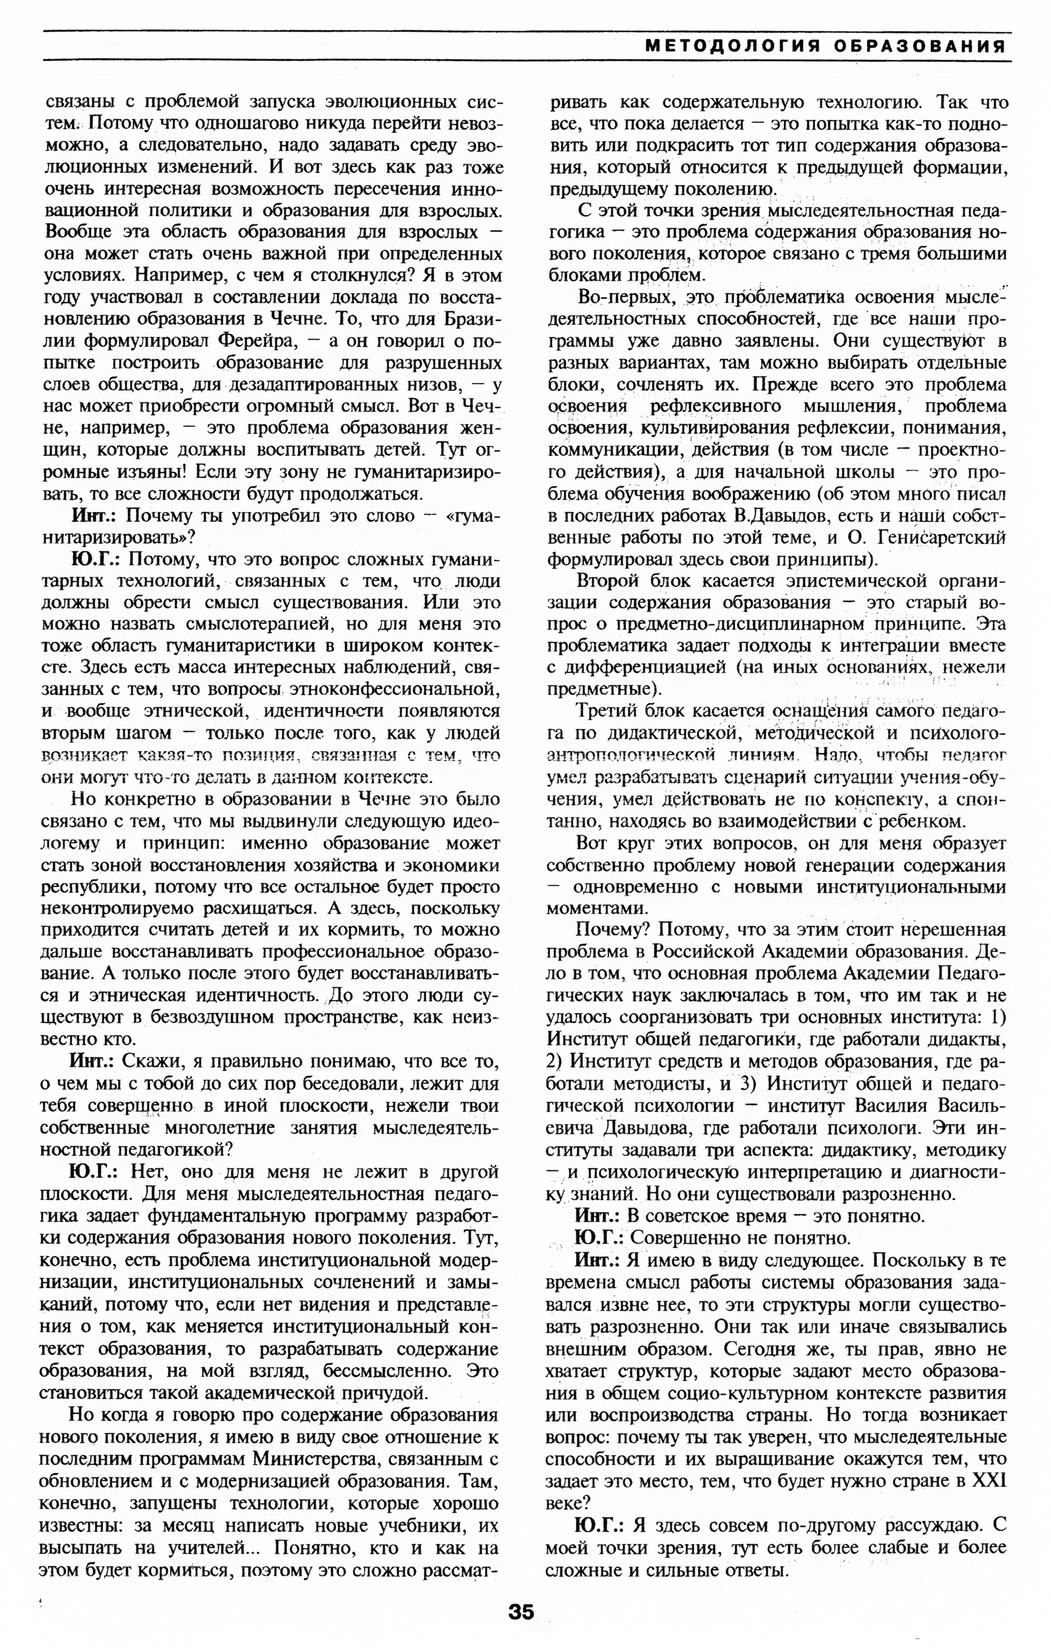 МЕТОДОЛОГИЯ ОБРАЗОВАНИЯ
связаны с проблемой запуска эволюционных сис-
тем. Потому что одношагово никуда перейти невоз-
можно, а следовательно, надо задавать среду эво-
люционных изменений. И вот здесь как раз тоже
очень интересная возможность пересечения инно-
вационной политики и образования для взрослых.
Вообще эта область образования для взрослых —
она может стать очень важной при определенных
условиях. Например, с чем я столкнулся? Я в этом
году участвовал в составлении доклада по восста-
новлению образования в Чечне. То, что для Брази-
лии формулировал Ферейра, — а он говорил о по-
пытке построить образование для разрушенных
слоев общества, для дезадаптированных низов, — у
нас может приобрести огромный смысл. Вот в Чеч-
не, например, — это проблема образования жен-
щин, которые должны воспитывать детей. Тут ог-
ромные изъяны! Если эту зону не гуманитаризиро-
вать, то все сложности будут продолжаться.
Инт.: Почему ты употребил это слово — «гума-
нитаризировать»?
Ю.Г.: Потому, что это вопрос сложных гумани-
тарных технологий, связанных с тем, что люди
должны обрести смысл существования. Или это
можно назвать смыслотерапией, но для меня это
тоже область гуманитаристики в широком контек-
сте. Здесь есть масса интересных наблюдений, свя-
занных с тем, что вопросы этноконфессиональной,
и вообще этнической, идентичности появляются
вторым шагом — только после того, как у людей
возникает какая-то позиция, связанная с тем, что
они могут что-то делать в данном контексте.
Но конкретно в образовании в Чечне это было
связано с тем, что мы выдвинули следующую идео-
логему и принцип: именно образование может
стать зоной восстановления хозяйства и экономики
республики, потому что все остальное будет просто
неконтролируемо расхищаться. А здесь, поскольку
приходится считать детей и их кормить, то можно
дальше восстанавливать профессиональное образо-
вание. А только после этого будет восстанавливать-
ся и этническая идентичность. До этого люди су-
ществуют в безвоздушном пространстве, как неиз-
вестно кто.
Инт.: Скажи, я правильно понимаю, что все то,
о чем мы с тобой до сих пор беседовали, лежит для
тебя совершенно в иной плоскости, нежели твои
собственные многолетние занятия мыследеятель-
ностной педагогикой?
Ю.Г.: Нет, оно для меня не лежит в другой
плоскости. Для меня мыследеятельностная педаго-
гика задает фундаментальную программу разработ-
ки содержания образования нового поколения. Тут,
конечно, есть проблема институциональной модер-
низации, институциональных сочленений и замы-
каний, потому что, если нет видения и представле-
ния о том, как меняется институциональный кон-
текст образования, то разрабатывать содержание
образования, на мой взгляд, бессмысленно. Это
становиться такой академической причудой.
Но когда я говорю про содержание образования
нового поколения, я имею в виду свое отношение к
последним программам Министерства, связанным с
обновлением и с модернизацией образования. Там,
конечно, запущены технологии, которые хорошо
известны: за месяц написать новые учебники, их
высыпать на учителей... Понятно, кто и как на
этом будет кормиться, поэтому это сложно рассмат-
ривать как содержательную технологию. Так что
все, что пока делается — это попытка как-то подно-
вить или подкрасить тот тип содержания образова-
ния, который относится к предыдущей формации,
предыдущему поколению.
С этой точки зрения мыследеятельностная педа-
гогика — это проблема содержания образования но-
вого поколения, которое связано с тремя большими
блоками проблем.
Во-первых, это проблематика освоения мысле-
деятельностных способностей, где все наши про-
граммы уже давно заявлены. Они существуют в
разных вариантах, там можно выбирать отдельные
блоки, сочленять их. Прежде всего это проблема
освоения рефлексивного мышления, проблема
освоения, культивирования рефлексии, понимания,
коммуникации, действия (в том числе — проектно-
го действия), а для начальной школы — это про-
блема обучения воображению (об этом много писал
в последних работах В.Давыдов, есть и наши собст-
венные работы по этой теме, и О. Генисаретский
формулировал здесь свои принципы).
Второй блок касается эпистемической органи-
зации содержания образования — это старый во-
прос о предметно-дисциплинарном принципе. Эта
проблематика задает подходы к интеграции вместе
с дифференциацией (на иных основаниях, нежели
предметные).
Третий блок касается оснащения самого педаго-
га по дидактической, методической и психолого-
антропологической линиям. Надо, чтобы педагог
умел разрабатывать сценарий ситуации учения-обу-
чения, умел действовать не по конспекту, а спон-
танно, находясь во взаимодействии с ребенком.
Вот круг этих вопросов, он для меня образует
собственно проблему новой генерации содержания
— одновременно с новыми институциональными
моментами.
Почему? Потому, что за этим стоит нерешенная
проблема в Российской Академии образования. Де-
ло в том, что основная проблема Академии Педаго-
гических наук заключалась в том, что им так и не
удалось соорганизовать три основных института: 1)
Институт общей педагогики, где работали дидакты,
2) Институт средств и методов образования, где ра-
ботали методисты, и 3) Институт общей и педаго-
гической психологии — институт Василия Василь-
евича Давыдова, где работали психологи. Эти ин-
ституты задавали три аспекта: дидактику, методику
— и психологическую интерпретацию и диагности-
ку знаний. Но они существовали разрозненно.
Инт.: В советское время — это понятно.
Ю.Г.: Совершенно не понятно.
Инт.: Я имею в виду следующее. Поскольку в те
времена смысл работы системы образования зада-
вался извне нее, то эти структуры могли существо-
вать разрозненно. Они так или иначе связывались
внешним образом. Сегодня же, ты прав, явно не
хватает структур, которые задают место образова-
ния в общем социо-культурном контексте развития
или воспроизводства страны. Но тогда возникает
вопрос: почему ты так уверен, что мыследеятельные
способности и их выращивание окажутся тем, что
задает это место, тем, что будет нужно стране в XXI
веке?
Ю.Г.: Я здесь совсем по-другому рассуждаю. С
моей точки зрения, тут есть более слабые и более
сложные и сильные ответы.
35